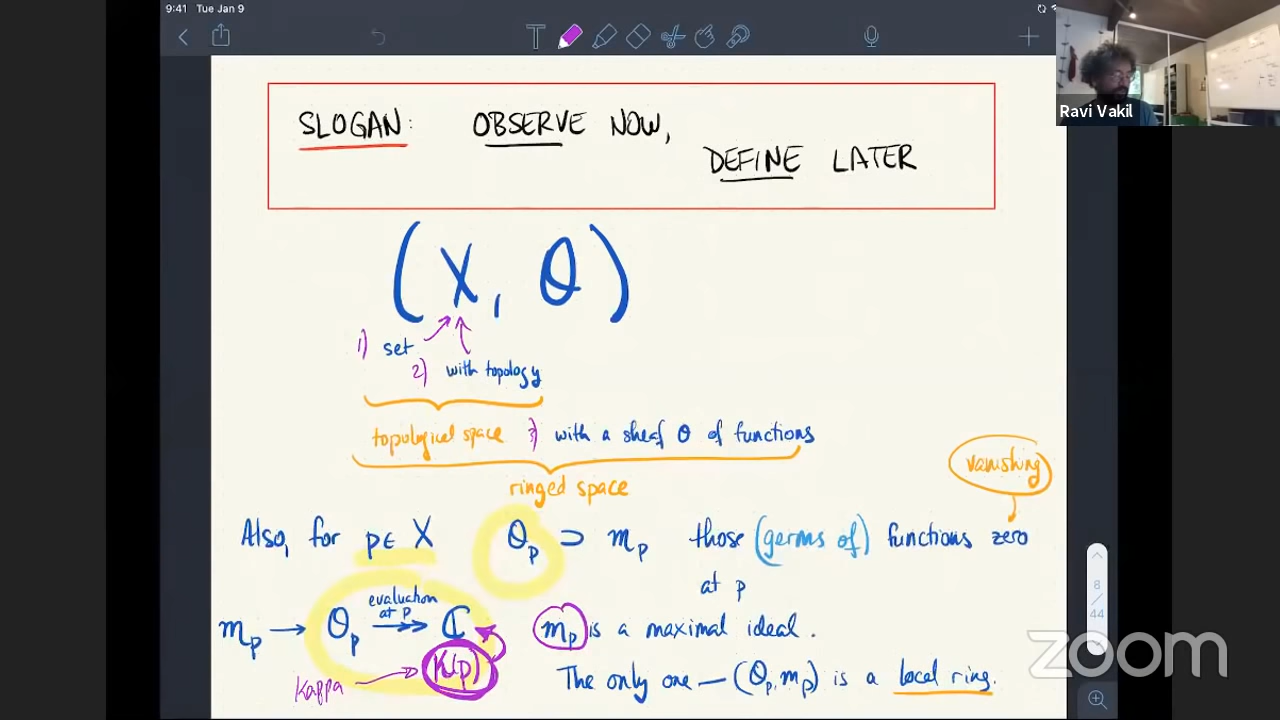 9:41 Tue Jan 9
Ravi Vakil
SLOGAN: OBSERVE NOW,
DEFINE LATER
(X, O)
1) set
2) with topology
topological space 3) with a sheaf O of functions
ringed space
vanishing
Also, for p ∈ X O_p ⊃ m_p those (germs of) functions zero
at p
evaluation
at p
m_p → O_p ↠ ℂ m_p is a maximal ideal.
K(p)
Kappa
The only one — (O_p, m_p) is a local ring.
8
/
44
zoom